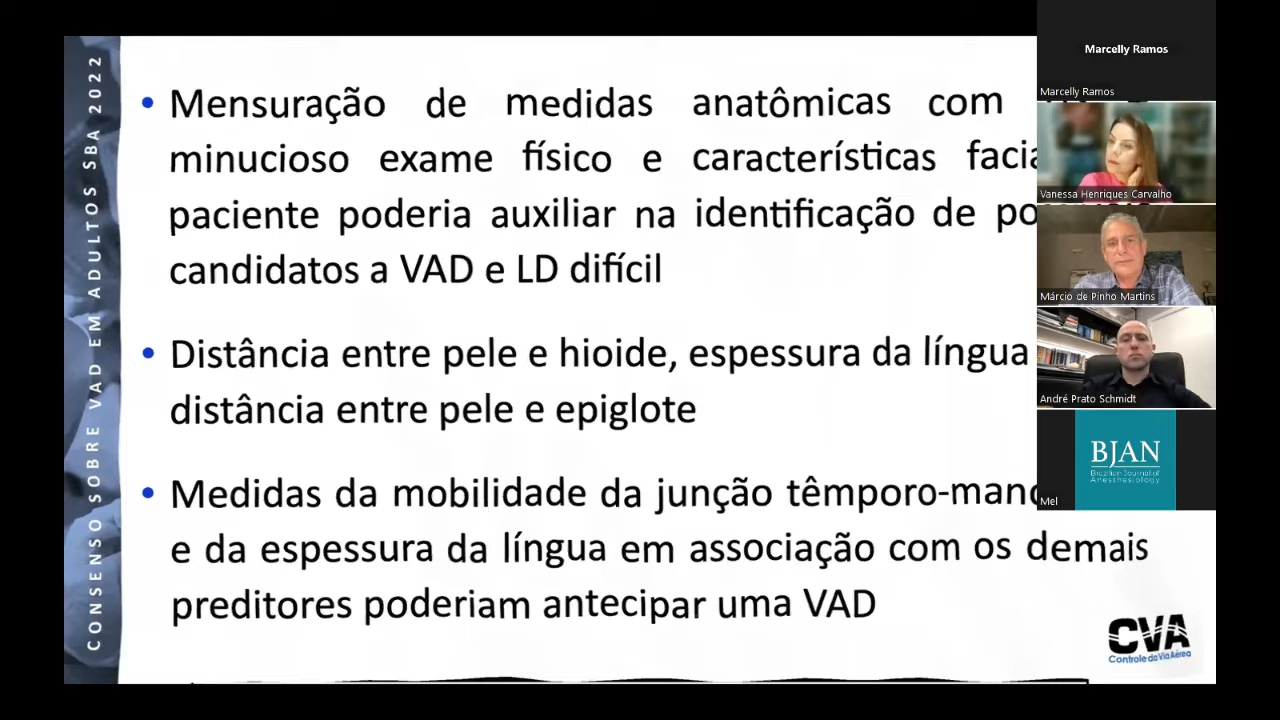 CONSENSO SOBRE VAD EM ADULTOS SBA 2022
Mensuração de medidas anatômicas com
minucioso exame físico e características
paciente poderia auxiliar na identificação de
candidatos a VAD e LD difícil
Distância entre pele e hioide, espessura da língua
distância entre pele e epiglote
Medidas da mobilidade da junção
e da espessura da língua em associação com os demais
preditores poderiam antecipar uma VAD
CVA
Controle da Via Aérea
Marcelly Ramos
Marcelly Ramos
Vanessa Henriques Carvalho
Márcio de Pinho Martins
André Prato Schmidt
BJAN
Brazilian Journal of
Anesthesiology
Mel